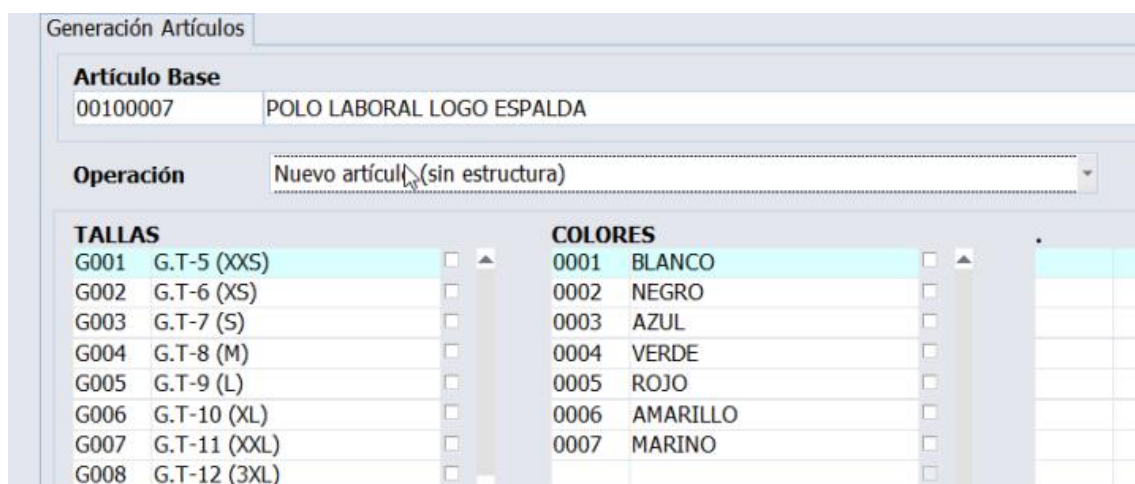 Generación Artículos
Artículo Base
00100007 POLO LABORAL LOGO ESPALDA
Operación Nuevo artículo (sin estructura)
TALLAS COLORES .
G001 G.T-5 (XXS) 0001 BLANCO
G002 G.T-6 (XS) 0002 NEGRO
G003 G.T-7 (S) 0003 AZUL
G004 G.T-8 (M) 0004 VERDE
G005 G.T-9 (L) 0005 ROJO
G006 G.T-10 (XL) 0006 AMARILLO
G007 G.T-11 (XXL) 0007 MARINO
G008 G.T-12 (3XL)